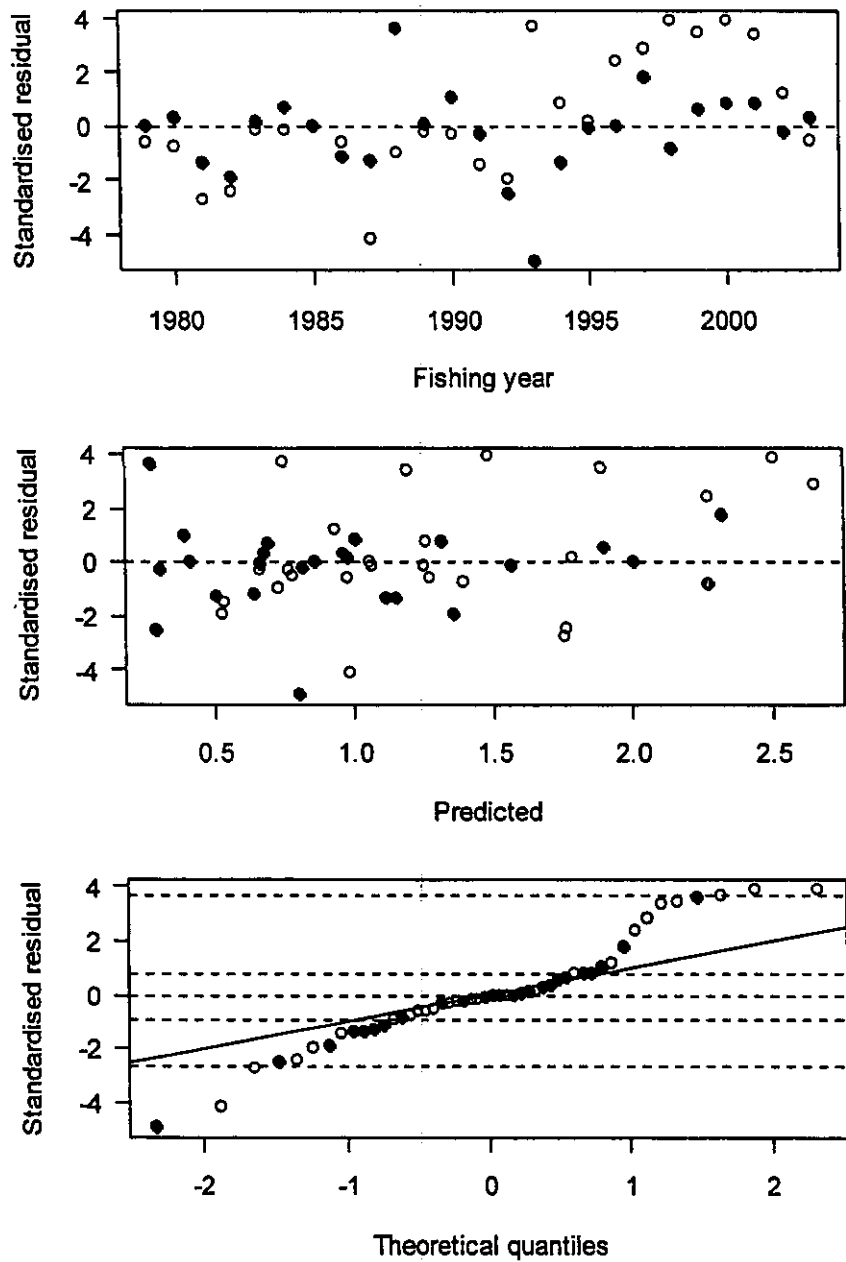 Standardised residual
4
2
0
-2
-4
1980 1985 1990 1995 2000
Fishing year
Standardised residual
4
2
0
-2
-4
0.5 1.0 1.5 2.0 2.5
Predicted
Standardised residual
4
2
0
-2
-4
-2 -1 0 1 2
Theoretical quantiles